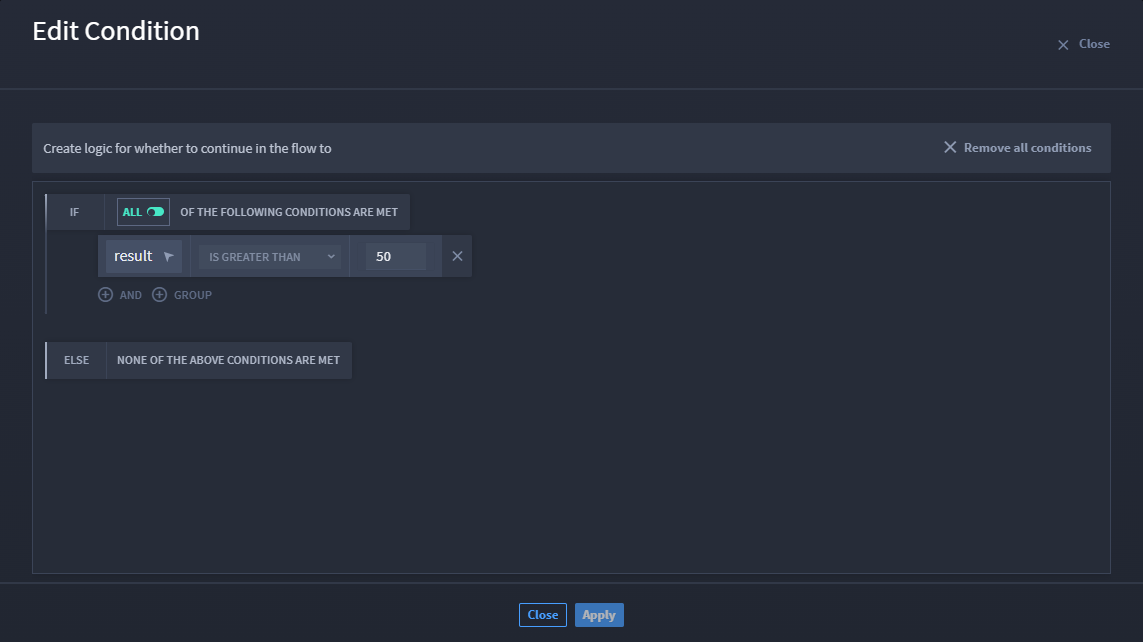 Edit Condition
Close
Create logic for whether to continue in the flow to
Remove all conditions
IF ALL OF THE FOLLOWING CONDITIONS ARE MET
result IS GREATER THAN 50
AND GROUP
ELSE NONE OF THE ABOVE CONDITIONS ARE MET
Close Apply